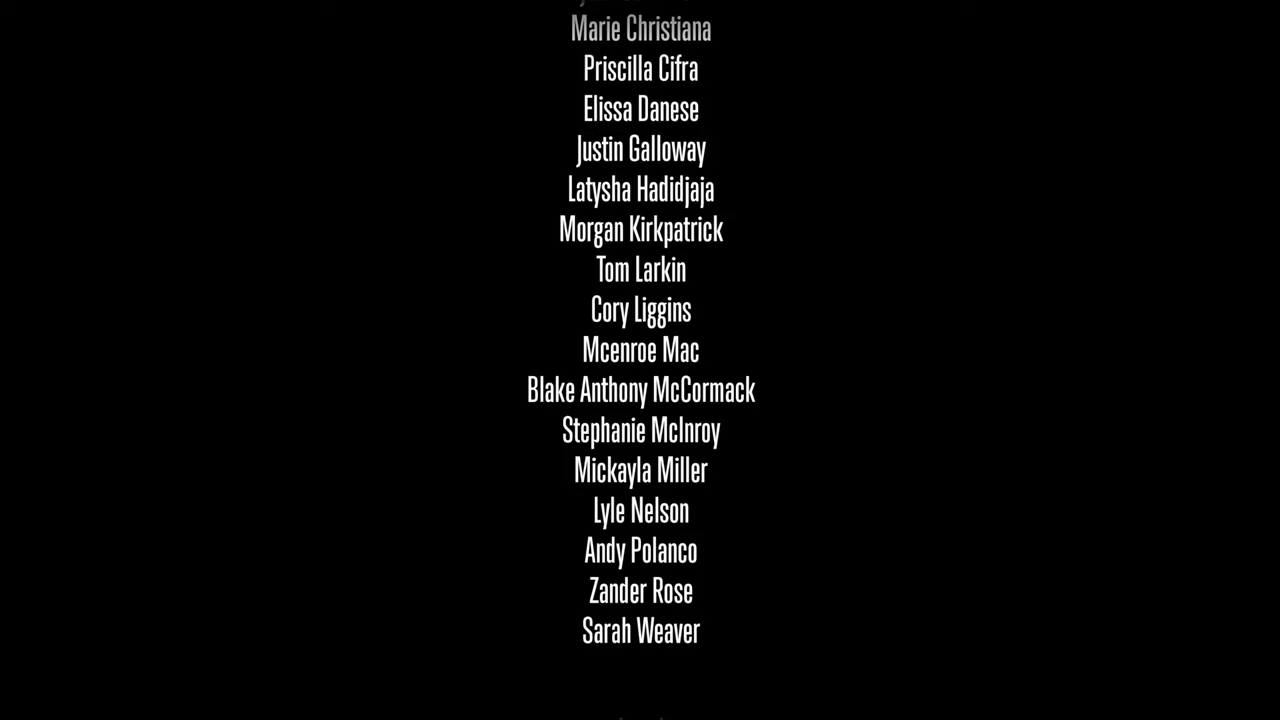 Marie Christiana
Priscilla Cifra
Elissa Danese
Justin Galloway
Latysha Hadidjaja
Morgan Kirkpatrick
Tom Larkin
Cory Liggins
Mcenroe Mac
Blake Anthony McCormack
Stephanie McInroy
Mickayla Miller
Lyle Nelson
Andy Polanco
Zander Rose
Sarah Weaver